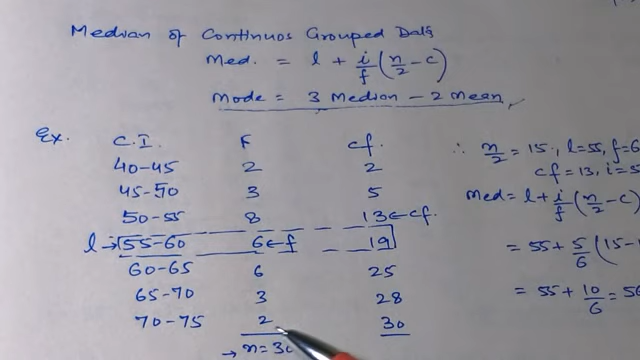 Median of Continuos Grouped Data
Med. = l + i/f (n/2 - c)
Mode = 3 Median - 2 Mean
Ex. C.I. F cf.
40-45 2 2
45-50 3 5
50-55 8 13 ← cf.
l → 55-60 6 ← f 19
60-65 6 25
65-70 3 28
70-75 2 30
→ n = 30
∴ n/2 = 15, l = 55, f = 6
cf = 13, i = 5
Med = l + i/f (n/2 - c)
= 55 + 5/6 (15 -
= 55 + 10/6 = 56